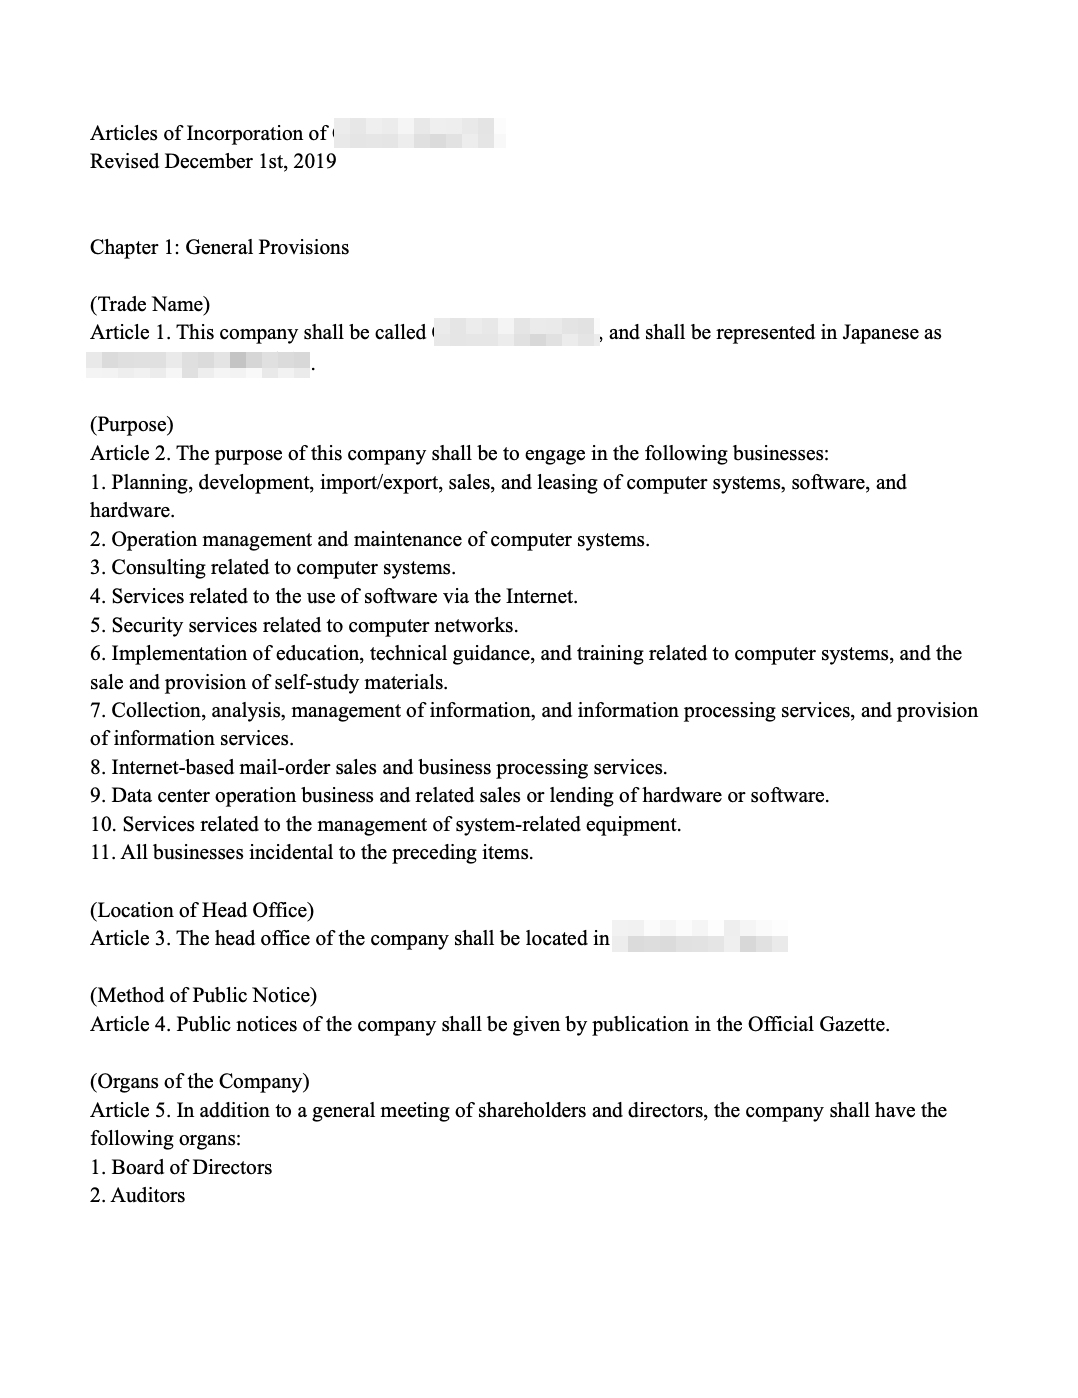 Articles of Incorporation of
Revised December 1st, 2019
Chapter 1: General Provisions
(Trade Name)
Article 1. This company shall be called , and shall be represented in Japanese as
.
(Purpose)
Article 2. The purpose of this company shall be to engage in the following businesses:
1. Planning, development, import/export, sales, and leasing of computer systems, software, and
hardware.
2. Operation management and maintenance of computer systems.
3. Consulting related to computer systems.
4. Services related to the use of software via the Internet.
5. Security services related to computer networks.
6. Implementation of education, technical guidance, and training related to computer systems, and the
sale and provision of self-study materials.
7. Collection, analysis, management of information, and information processing services, and provision
of information services.
8. Internet-based mail-order sales and business processing services.
9. Data center operation business and related sales or lending of hardware or software.
10. Services related to the management of system-related equipment.
11. All businesses incidental to the preceding items.
(Location of Head Office)
Article 3. The head office of the company shall be located in
(Method of Public Notice)
Article 4. Public notices of the company shall be given by publication in the Official Gazette.
(Organs of the Company)
Article 5. In addition to a general meeting of shareholders and directors, the company shall have the
following organs:
1. Board of Directors
2. Auditors